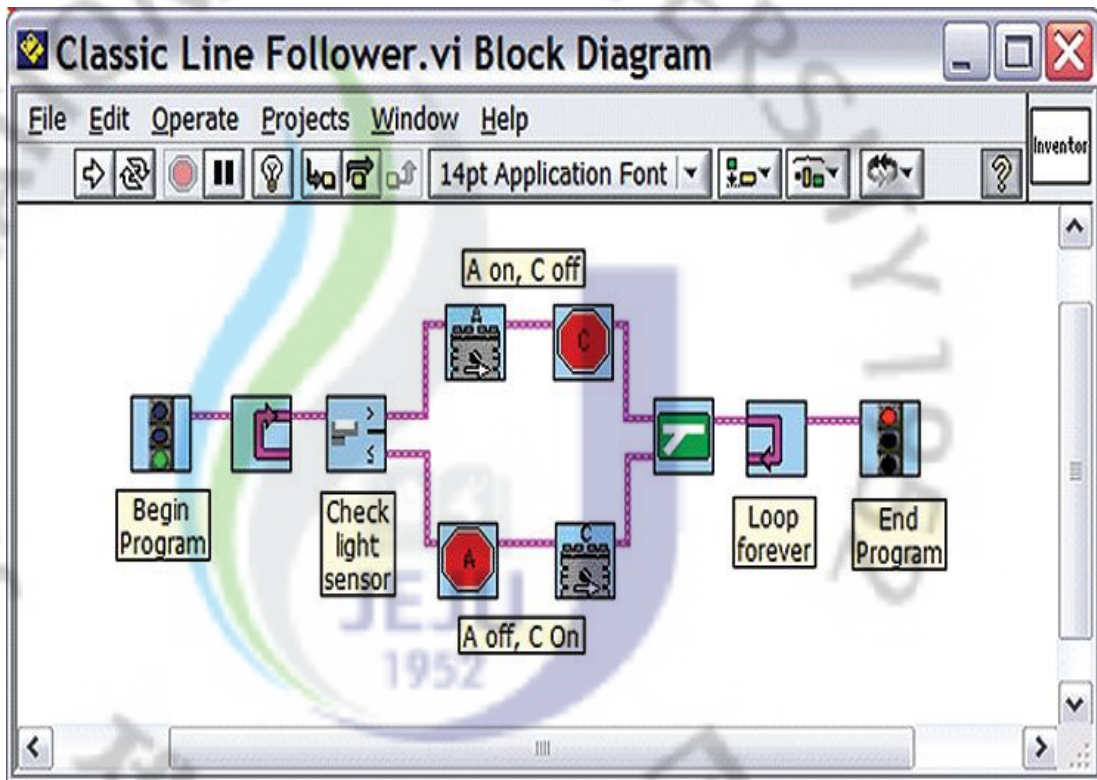 Classic Line Follower.vi Block Diagram
File Edit Operate Projects Window Help
14pt Application Font
Inventor
A on, C off
A
C
Begin
Program
Check
light
sensor
>
≤
A
C
A off, C On
Loop
forever
End
Program
JEJU
1952